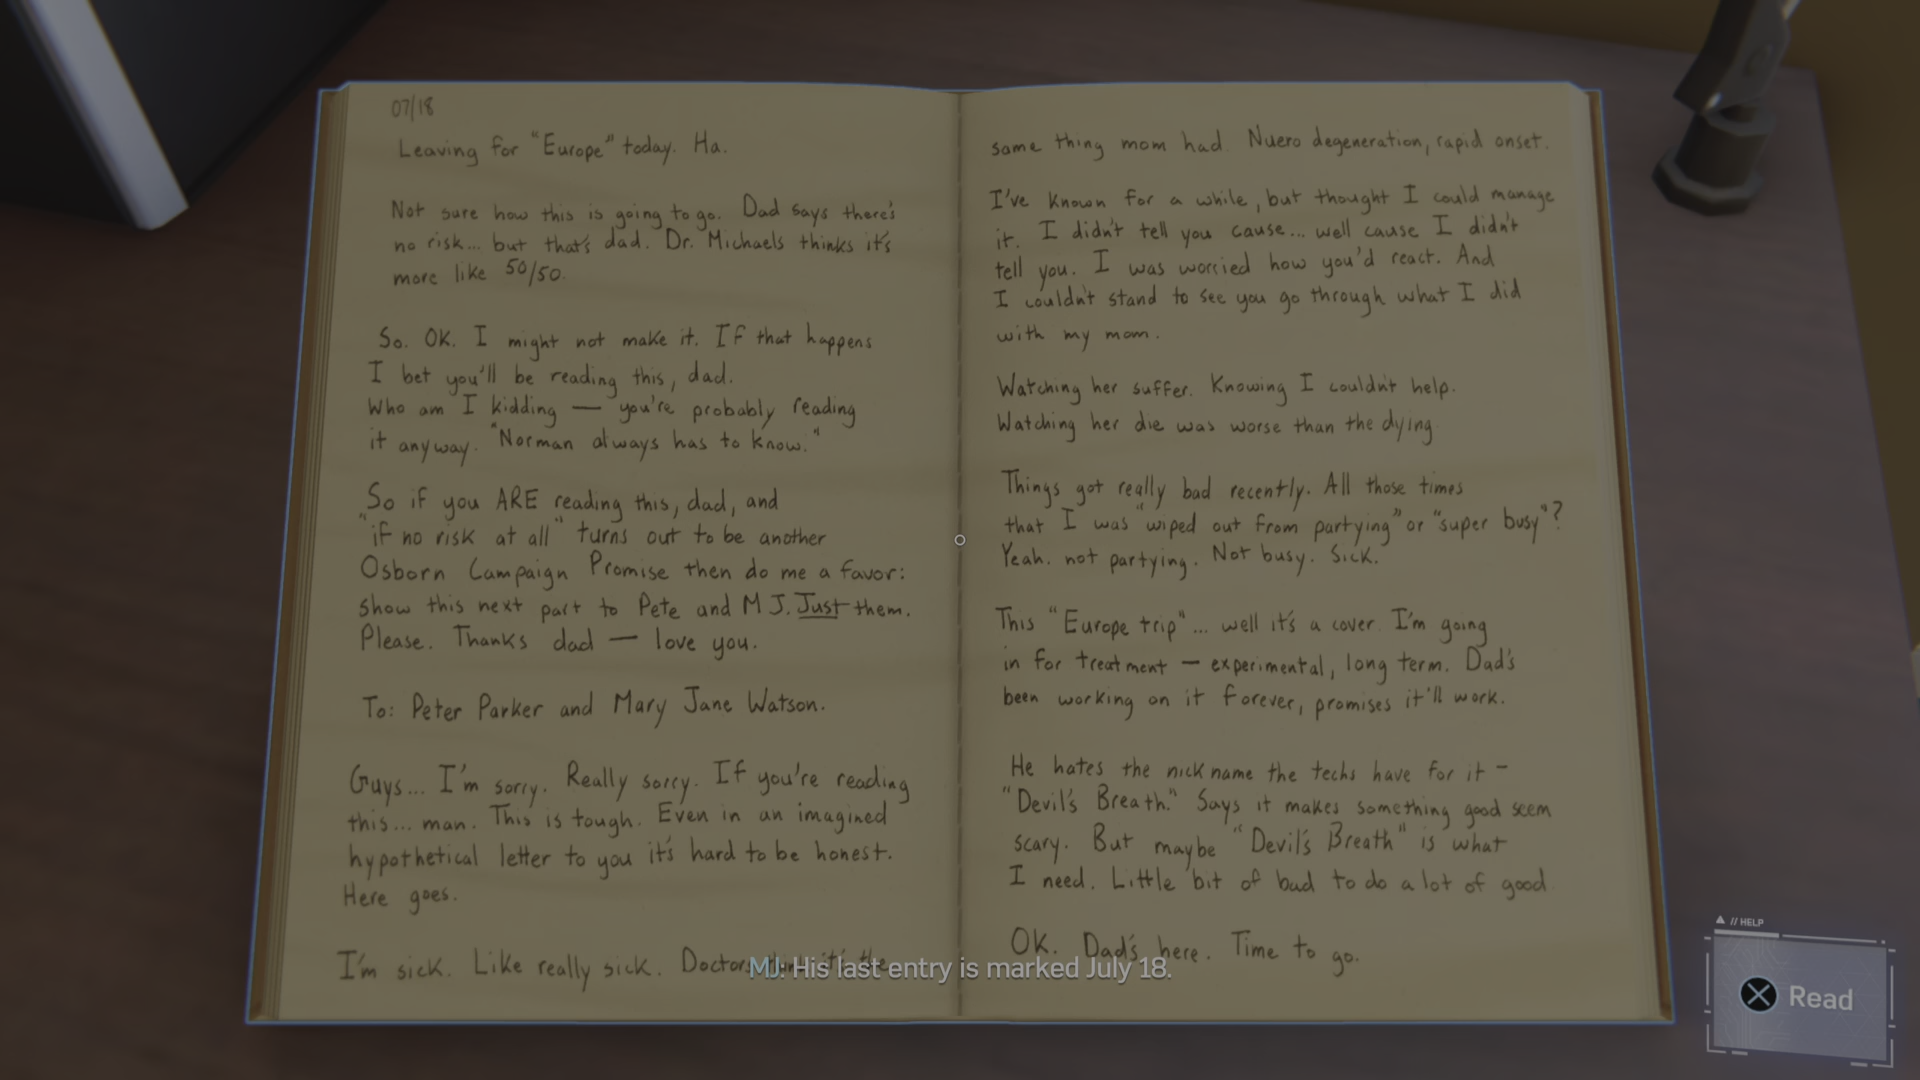 07/18
Leaving for "Europe" today. Ha.
Not sure how this is going to go. Dad says there's
no risk... but that's dad. Dr. Michaels thinks it's
more like 50/50.
So. OK. I might not make it. If that happens
I bet you'll be reading this, dad.
Who am I kidding — you're probably reading
it anyway. "Norman always has to know."
So if you ARE reading this, dad, and
"if no risk at all" turns out to be another
Osborn Campaign Promise then do me a favor:
show this next part to Pete and MJ. Just them.
Please. Thanks dad — love you.
To: Peter Parker and Mary Jane Watson.
Guys... I'm sorry. Really sorry. If you're reading
this... man. This is tough. Even in an imagined
hypothetical letter to you it's hard to be honest.
Here goes.
I'm sick. Like really sick. Doctors the
same thing mom had. Nuero degeneration, rapid onset.
I've known for a while, but thought I could manage
it. I didn't tell you cause... well cause I didn't
tell you. I was worried how you'd react. And
I couldn't stand to see you go through what I did
with my mom.
Watching her suffer. Knowing I couldn't help.
Watching her die was worse than the dying
Things got really bad recently. All those times
that I was "wiped out from partying" or "super busy"?
Yeah. not partying. Not busy. Sick.
This "Europe trip"... well it's a cover. I'm going
in for treatment — experimental, long term. Dad's
been working on it forever, promises it'll work.
He hates the nickname the techs have for it -
"Devil's Breath." Says it makes something good seem
scary. But maybe "Devil's Breath" is what
I need. Little bit of bad to do a lot of good
OK. Dad's here. Time to go.
MJ: His last entry is marked July 18.
// HELP
Read